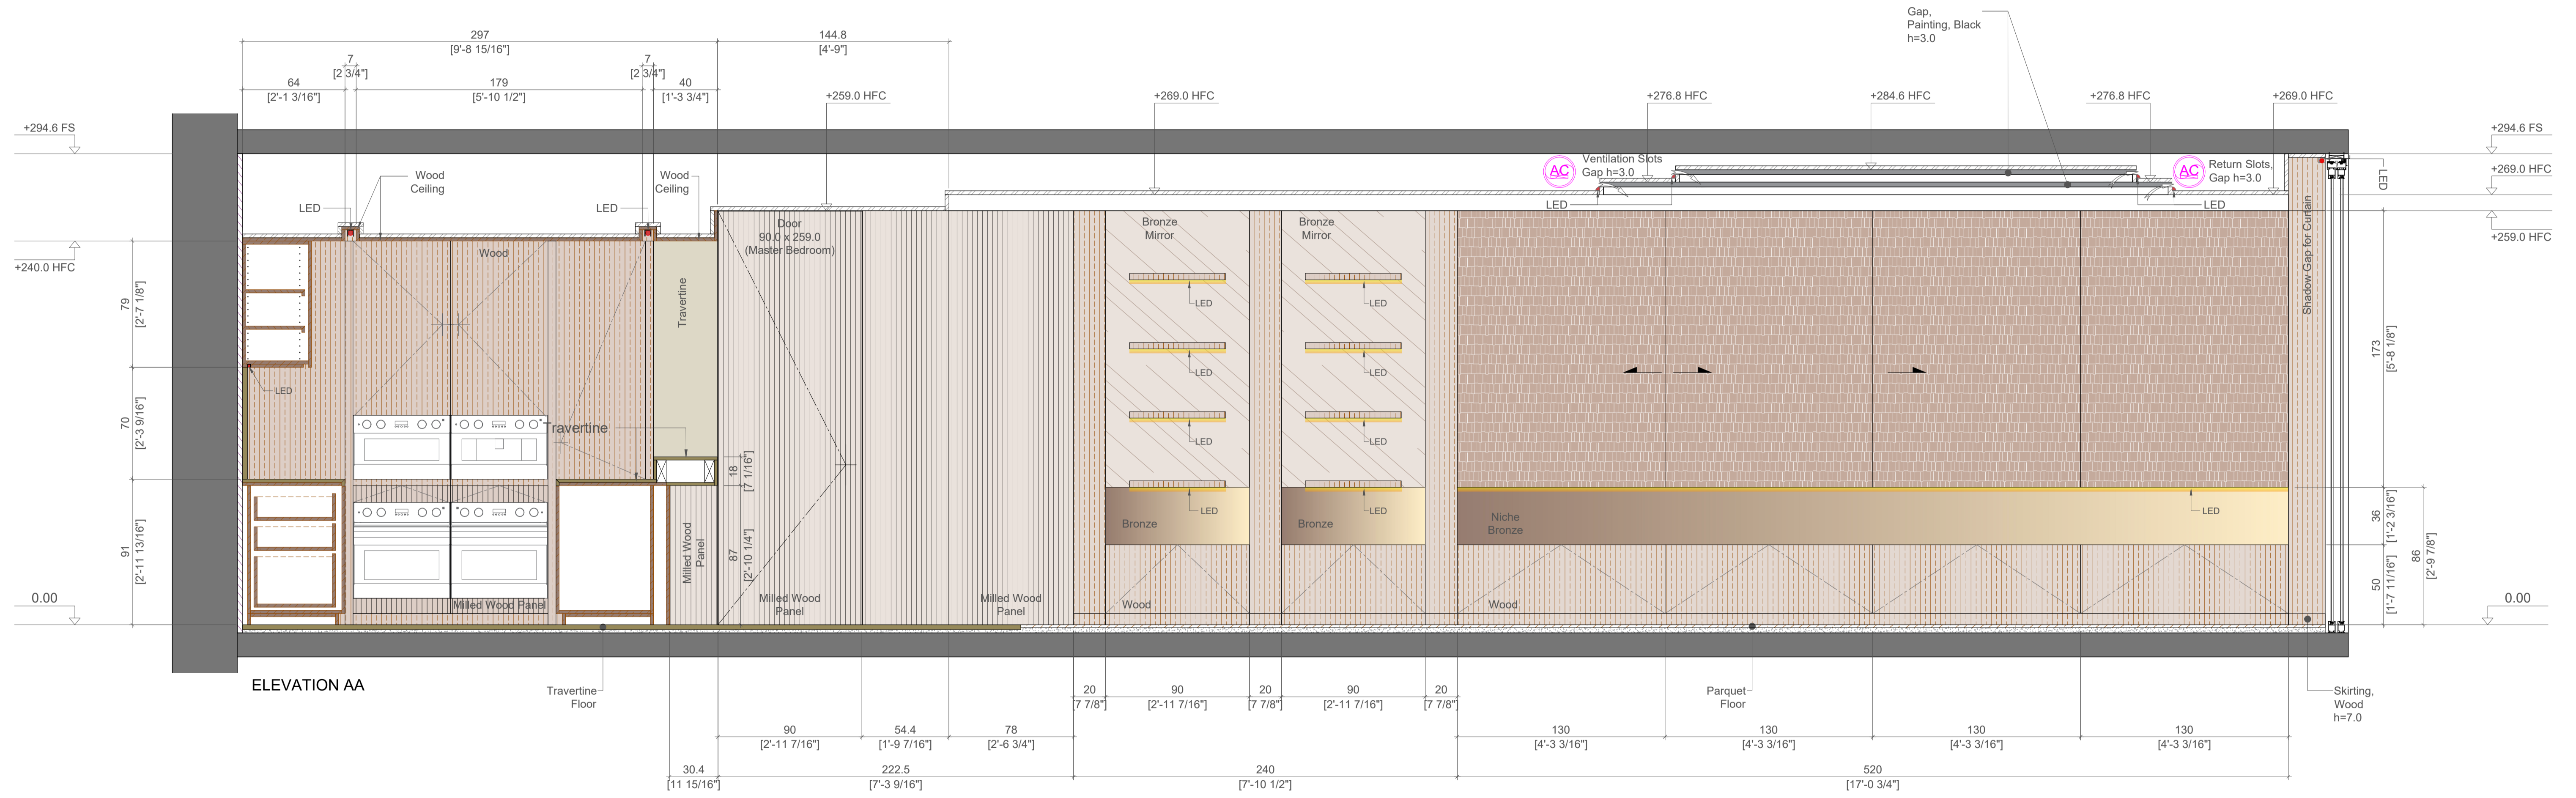 Gap,
Painting, Black
h=3.0
297
[9'-8 15/16"]
144.8
[4'-9"]
7
[2 3/4"]
7
[2 3/4"]
64
[2'-1 3/16"]
179
[5'-10 1/2"]
40
[1'-3 3/4"]
+259.0 HFC
+269.0 HFC
+276.8 HFC
+284.6 HFC
+276.8 HFC
+269.0 HFC
+294.6 FS
+294.6 FS
Wood
Ceiling
Wood
Ceiling
AC
Ventilation Slots
Gap h=3.0
AC
Return Slots,
Gap h=3.0
LED
+269.0 HFC
LED
LED
LED
LED
+259.0 HFC
+240.0 HFC
Wood
Door
90.0 x 259.0
(Master Bedroom)
Bronze
Mirror
Bronze
Mirror
Shadow Gap for Curtain
Travertine
79
[2'-7 1/8"]
LED
LED
LED
LED
LED
173
[5'-8 1/8"]
70
[2'-3 9/16"]
Travertine
LED
LED
18
[7 1/16"]
LED
LED
LED
Bronze
Bronze
Niche
Bronze
36
[1'-2 3/16"]
91
[2'-11 13/16"]
Milled Wood
Panel
87
[2'-10 1/4"]
86
[2'-9 7/8"]
50
[1'-7 11/16"]
0.00
Milled Wood Panel
Milled Wood
Panel
Milled Wood
Panel
Wood
Wood
0.00
ELEVATION AA
Travertine
Floor
Parquet
Floor
Skirting,
Wood
h=7.0
20
[7 7/8"]
90
[2'-11 7/16"]
20
[7 7/8"]
90
[2'-11 7/16"]
20
[7 7/8"]
90
[2'-11 7/16"]
54.4
[1'-9 7/16"]
78
[2'-6 3/4"]
130
[4'-3 3/16"]
130
[4'-3 3/16"]
130
[4'-3 3/16"]
130
[4'-3 3/16"]
30.4
[11 15/16"]
222.5
[7'-3 9/16"]
240
[7'-10 1/2"]
520
[17'-0 3/4"]